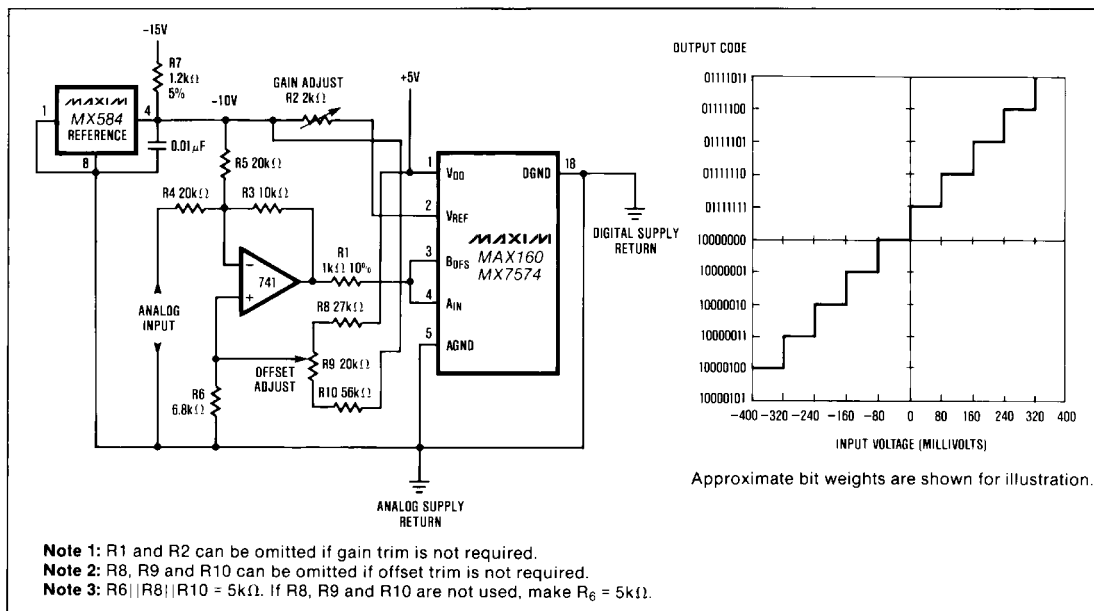 -15V
R7
1.2kΩ
5%
MAXIM
MX584
REFERENCE
1
4
8
0.01μF
-10V
GAIN ADJUST
R2 2kΩ
+5V
R5 20kΩ
R4 20kΩ
R3 10kΩ
741
−
+
ANALOG
INPUT
R1
1kΩ 10%
R8 27kΩ
R9 20kΩ
OFFSET
ADJUST
R10 56kΩ
R6
6.8kΩ
1
VDD
2
VREF
3
BOFS
4
AIN
5
AGND
DGND
18
MAXIM
MAX160
MX7574
DIGITAL SUPPLY
RETURN
ANALOG SUPPLY
RETURN
OUTPUT CODE
01111011
01111100
01111101
01111110
01111111
10000000
10000001
10000010
10000011
10000100
10000101
-400 -320 -240 -160 -80 0 80 160 240 320 400
INPUT VOLTAGE (MILLIVOLTS)
Approximate bit weights are shown for illustration.
Note 1: R1 and R2 can be omitted if gain trim is not required.
Note 2: R8, R9 and R10 can be omitted if offset trim is not required.
Note 3: R6||R8||R10 = 5kΩ. If R8, R9 and R10 are not used, make R6 = 5kΩ.